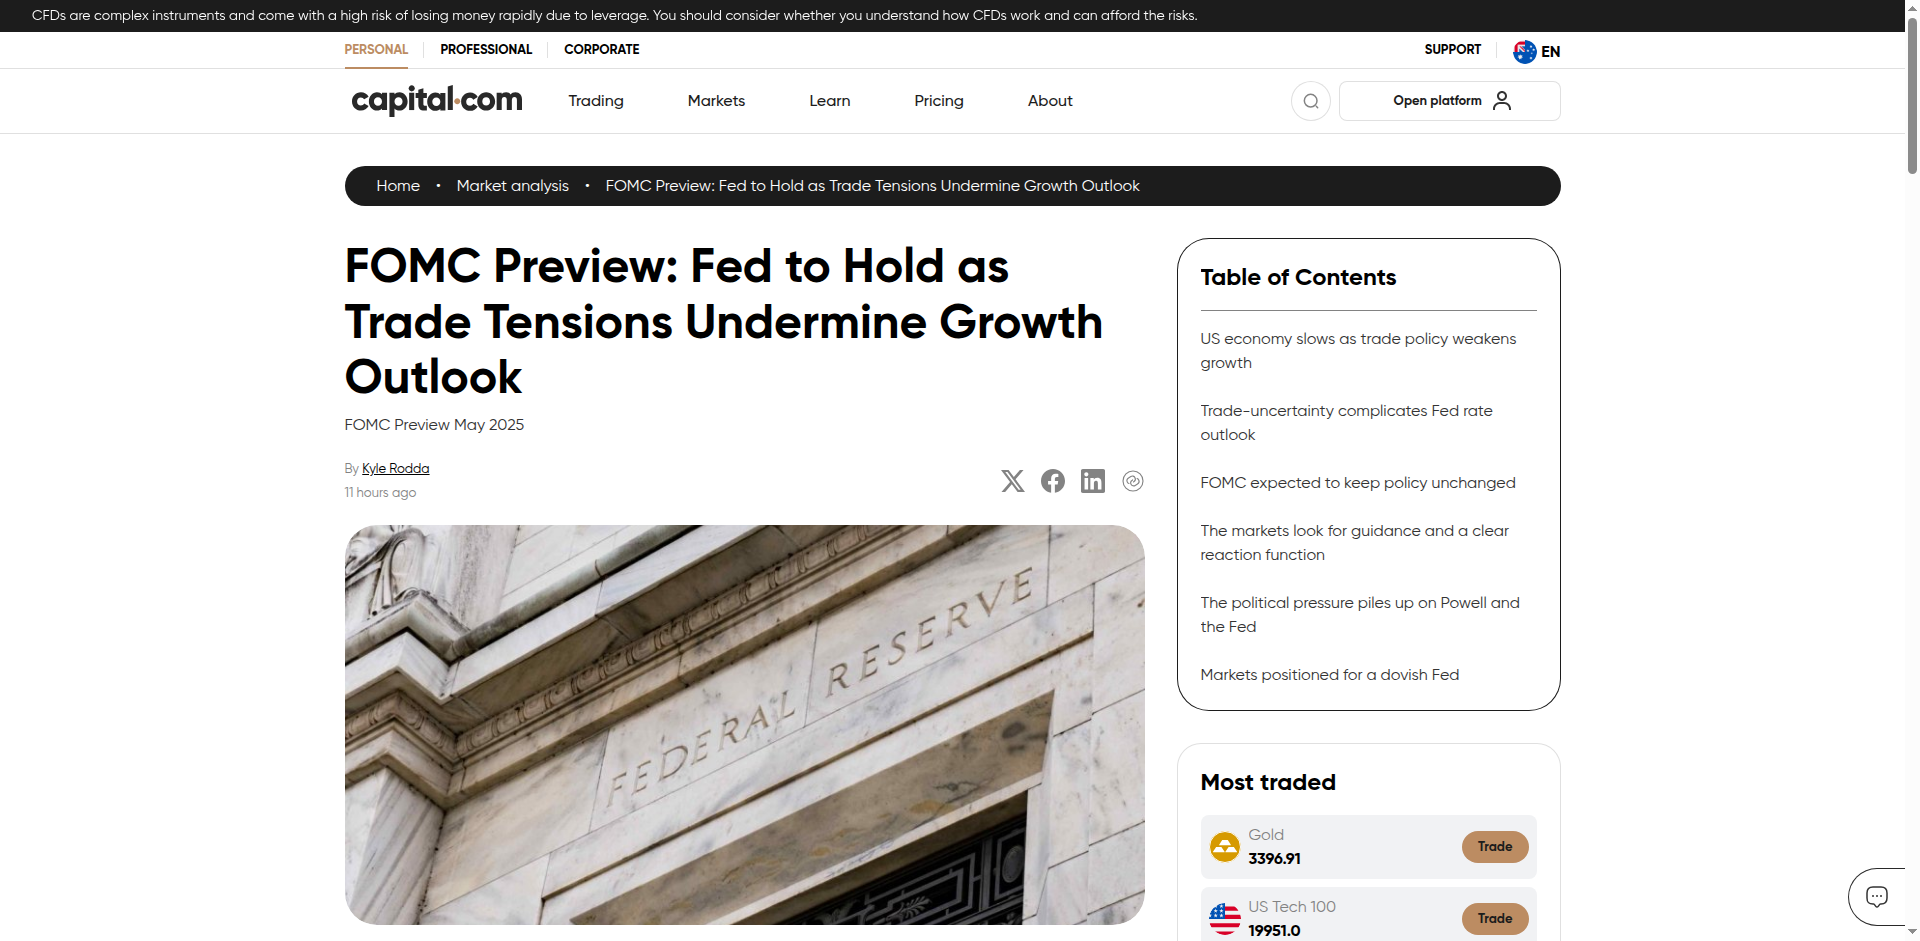 CFDs are complex instruments and come with a high risk of losing money rapidly due to leverage. You should consider whether you understand how CFDs work and can afford the risks.
PERSONAL
PROFESSIONAL
CORPORATE
SUPPORT
EN
capital.com
Trading
Markets
Learn
Pricing
About
Open platform
Home • Market analysis • FOMC Preview: Fed to Hold as Trade Tensions Undermine Growth Outlook
FOMC Preview: Fed to Hold as
Trade Tensions Undermine Growth
Outlook
FOMC Preview May 2025
By Kyle Rodda
11 hours ago
FEDERAL RESERVE
Table of Contents
US economy slows as trade policy weakens
growth
Trade-uncertainty complicates Fed rate
outlook
FOMC expected to keep policy unchanged
The markets look for guidance and a clear
reaction function
The political pressure piles up on Powell and
the Fed
Markets positioned for a dovish Fed
Most traded
Gold
3396.91
Trade
US Tech 100
19951.0
Trade